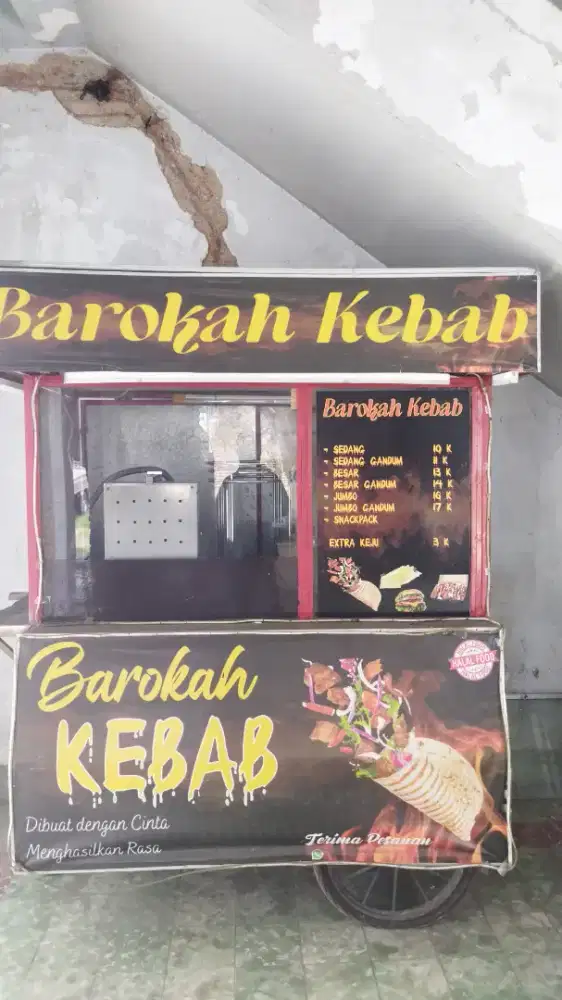 Barokah Kebab
Barokah Kebab
- SEDANG 10 K
- SEDANG GANDUM 11 K
- BESAR 13 K
- BESAR GANDUM 14 K
- JUMBO 16 K
- JUMBO GANDUM 17 K
- SNACKPACK
EXTRA KEJU 3 K
Barokah
KEBAB
HALAL FOOD
Dibuat dengan Cinta
Menghasilkan Rasa
Terima Pesanan